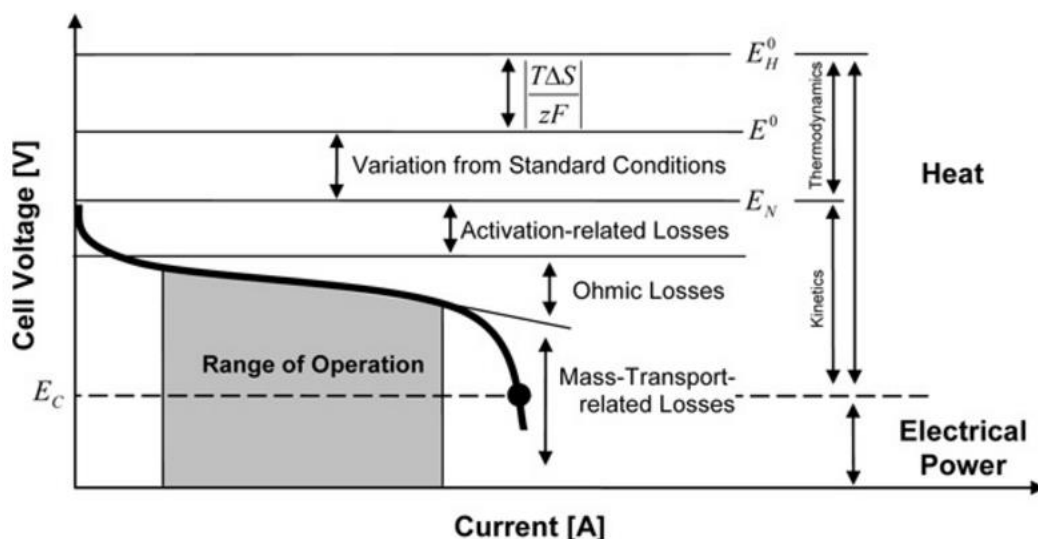 E_H^0
|TΔS/zF|
E^0
Variation from Standard Conditions
E_N
Activation-related Losses
Ohmic Losses
Range of Operation
Mass-Transport-
related Losses
E_C
Thermodynamics
Kinetics
Heat
Electrical
Power
Cell Voltage [V]
Current [A]